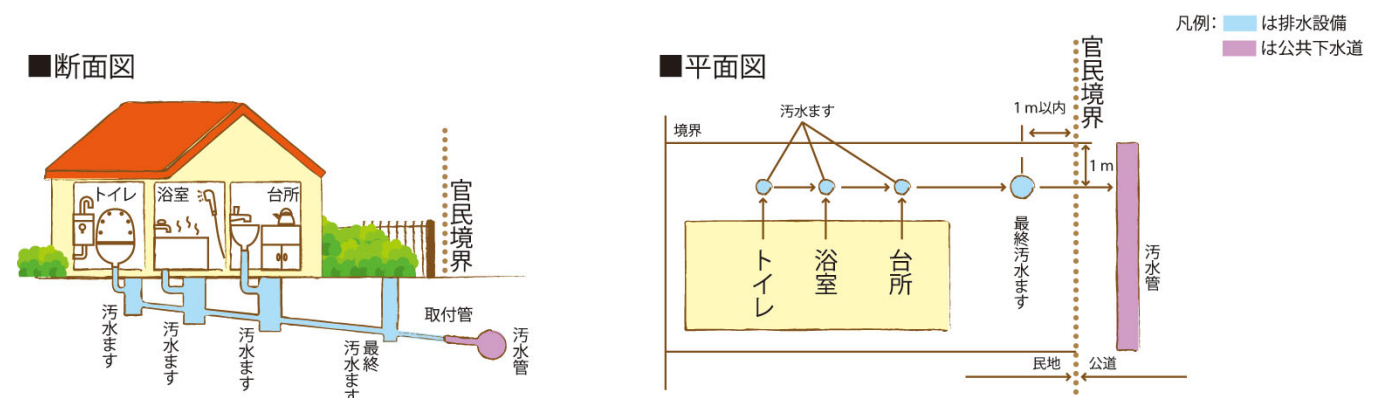 凡例: は排水設備
は公共下水道
■断面図
トイレ
浴室
台所
官民境界
汚水ます
汚水ます
汚水ます
最終
汚水ます
取付管
汚水管
■平面図
官民境界
1m以内
汚水ます
境界
1m
トイレ
浴室
台所
最終汚水ます
汚水管
民地
公道